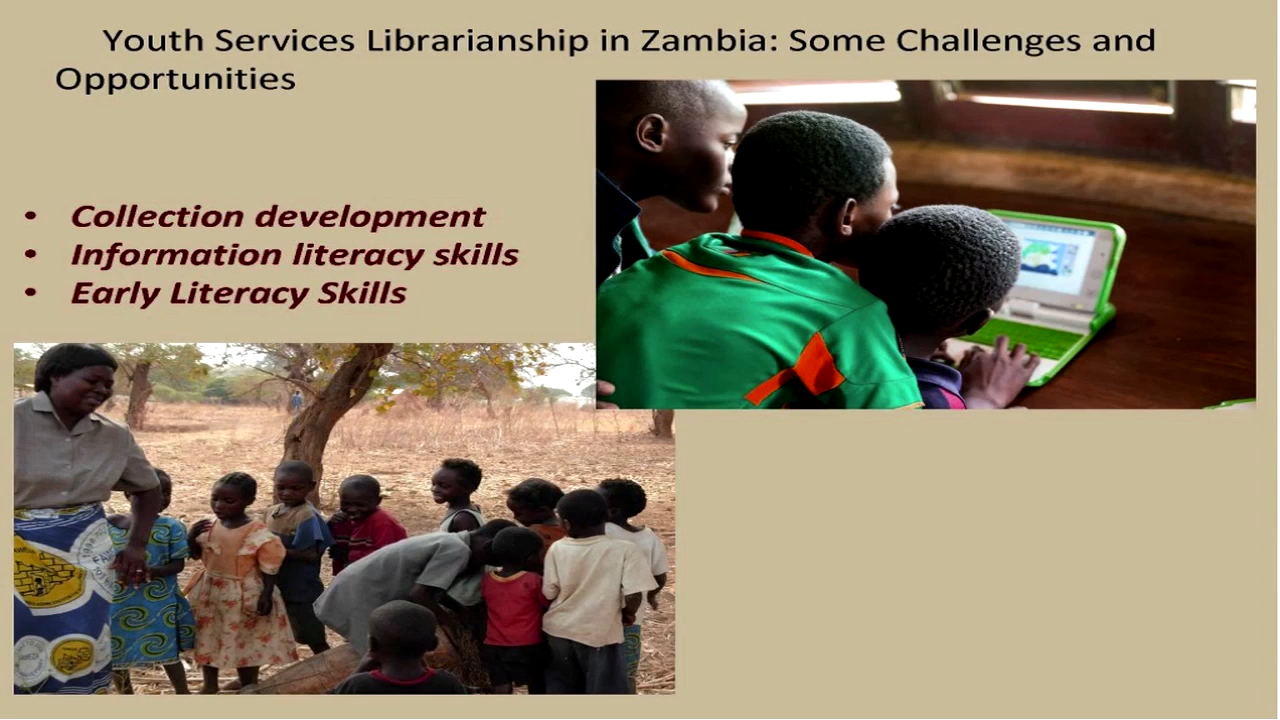 Youth Services Librarianship in Zambia: Some Challenges and
Opportunities
• Collection development
• Information literacy skills
• Early Literacy Skills